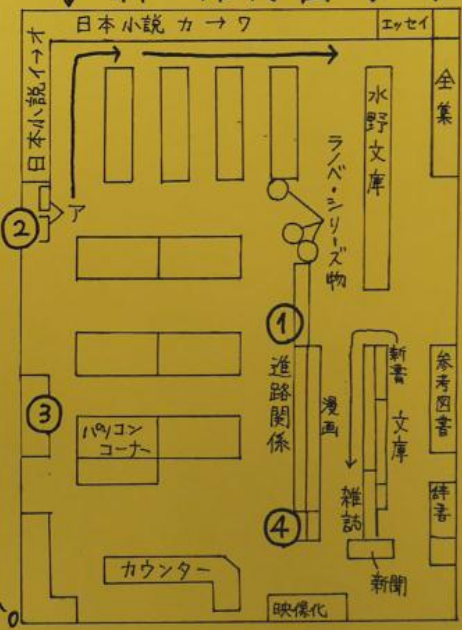 日本小説 カ→ワ
エッセイ
日本小説イ→オ
全集
水野文庫
ラノベ・シリーズ物
ア
②
①
進路関係
漫画
新書
文庫
雑誌
参考図書
③
パソコン
コーナー
辞書
④
カウンター
新聞
映像化